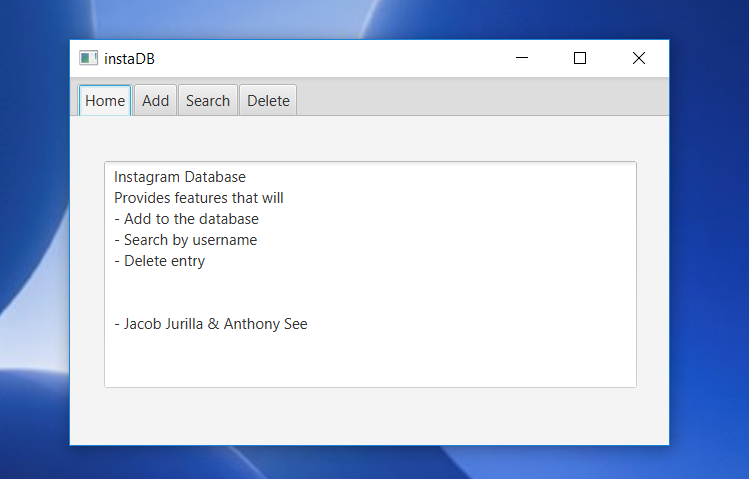 instaDB
Home Add Search Delete
Instagram Database
Provides features that will
- Add to the database
- Search by username
- Delete entry
- Jacob Jurilla & Anthony See